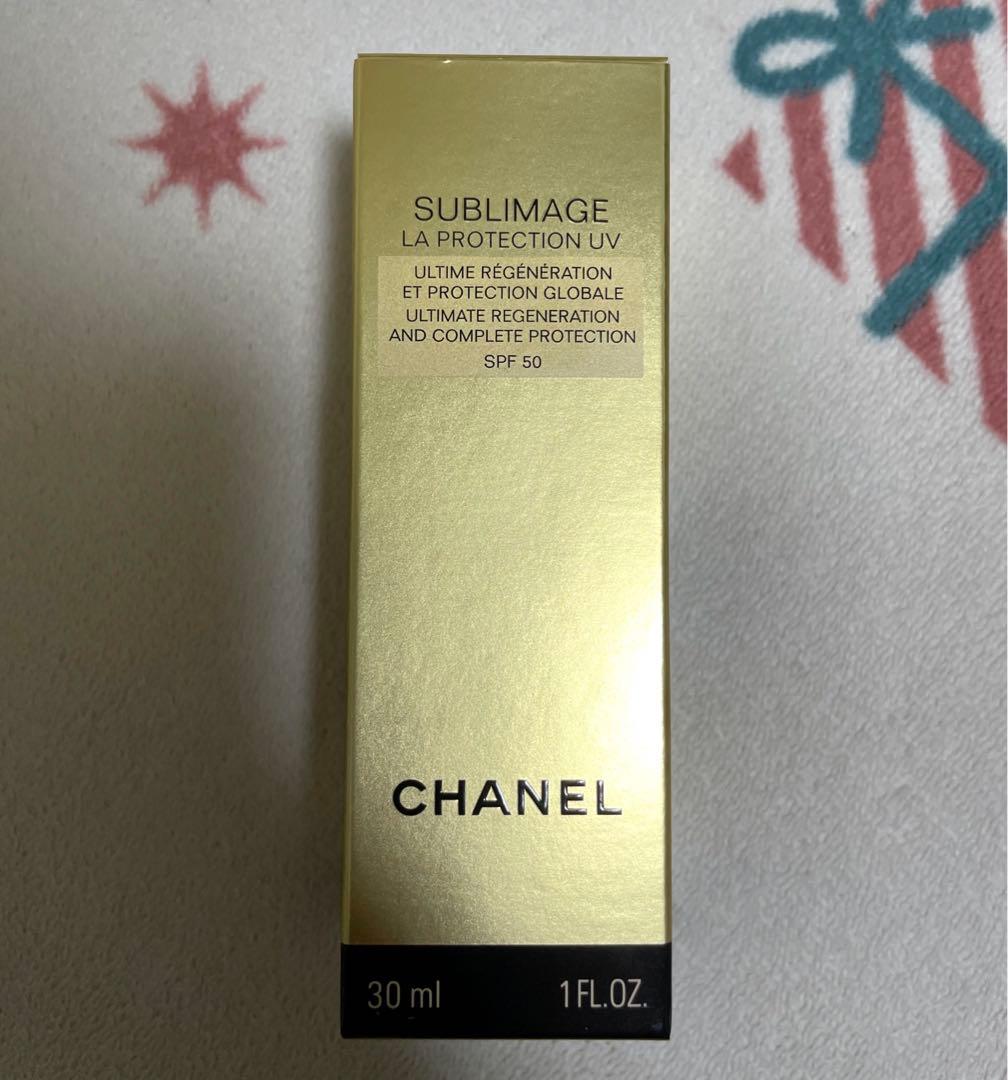 SUBLIMAGE
LA PROTECTION UV
ULTIME RÉGÉNÉRATION
ET PROTECTION GLOBALE
ULTIMATE REGENERATION
AND COMPLETE PROTECTION
SPF 50
CHANEL
30 ml 1 FL.OZ.